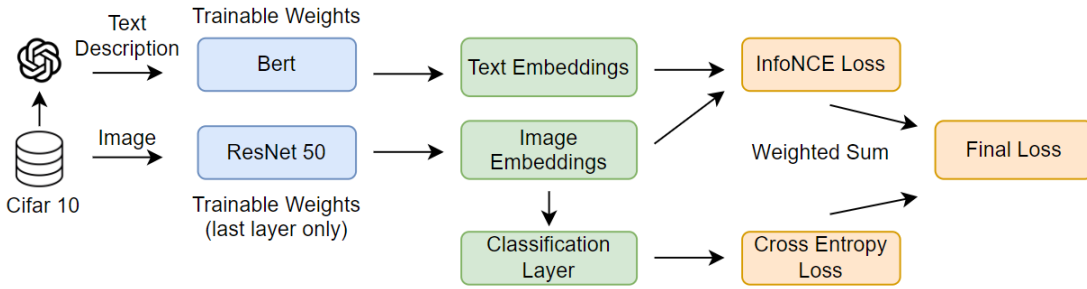 Text
Description
Trainable Weights
Bert
Text Embeddings
InfoNCE Loss
Image
ResNet 50
Image
Embeddings
Weighted Sum
Final Loss
Cifar 10
Trainable Weights
(last layer only)
Classification
Layer
Cross Entropy
Loss